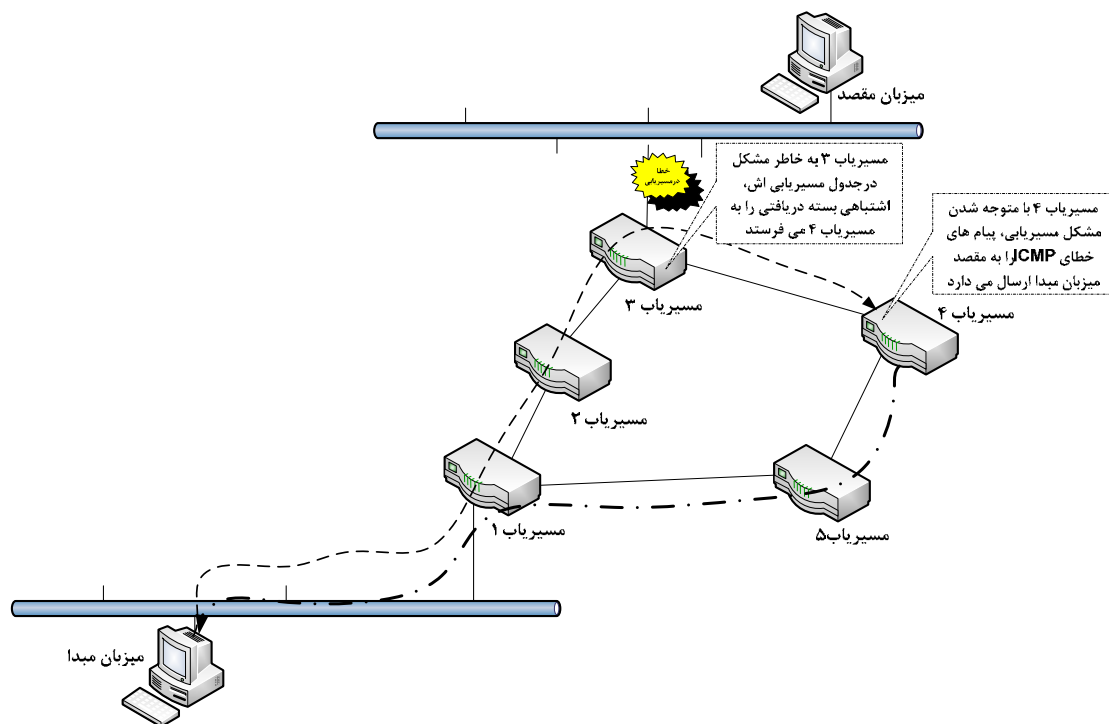 میزبان مقصد
خطا
درمسیریابی
مسیریاب ۳ به خاطر مشکل
درجدول مسیریابی اش،
اشتباهی بسته دریافتی را به
مسیریاب ۴ می فرستد
مسیریاب ۴ با متوجه شدن
مشکل مسیریابی، پیام های
خطای ICMPرا به مقصد
میزبان مبدا ارسال می دارد
مسیریاب ۳
مسیریاب ۴
مسیریاب ۲
مسیریاب ۱
مسیریاب۵
میزبان مبدا